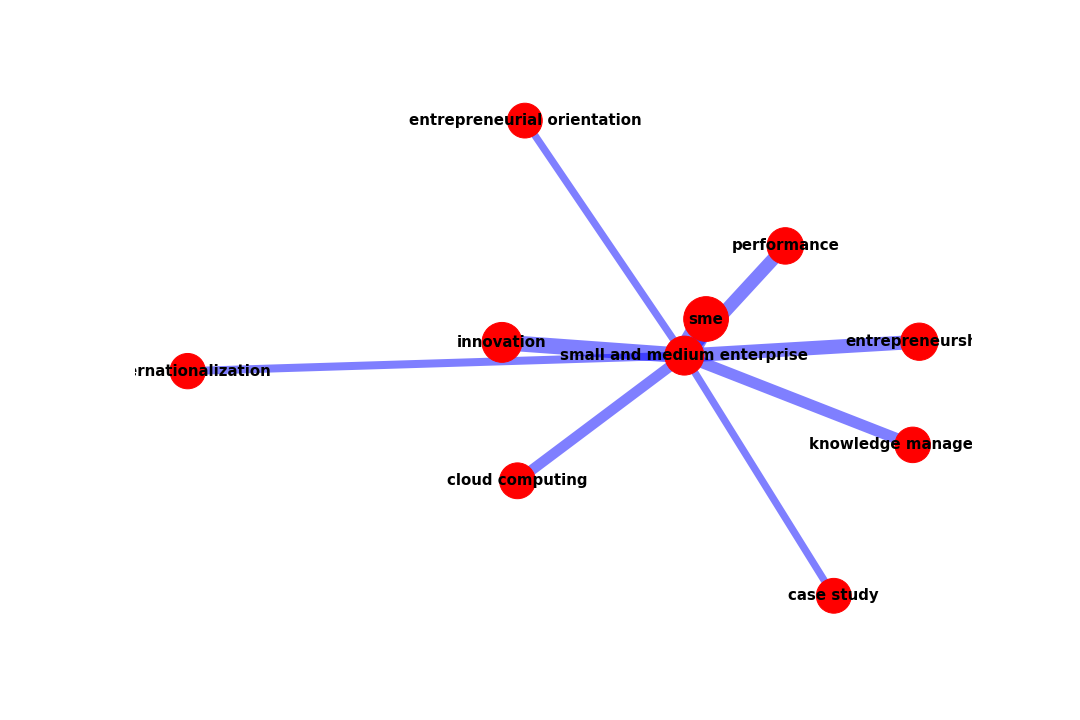 entrepreneurial orientation
performance
sme
innovation
entrepreneursh
small and medium enterprise
ernationalization
knowledge manage
cloud computing
case study